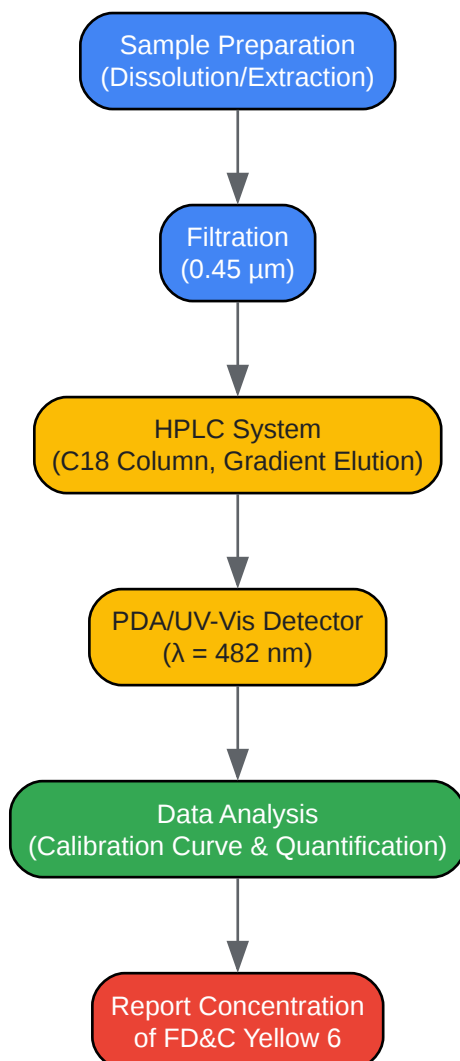 Sample Preparation
(Dissolution/Extraction)
Filtration
(0.45 µm)
HPLC System
(C18 Column, Gradient Elution)
PDA/UV-Vis Detector
(λ = 482 nm)
Data Analysis
(Calibration Curve & Quantification)
Report Concentration
of FD&C Yellow 6